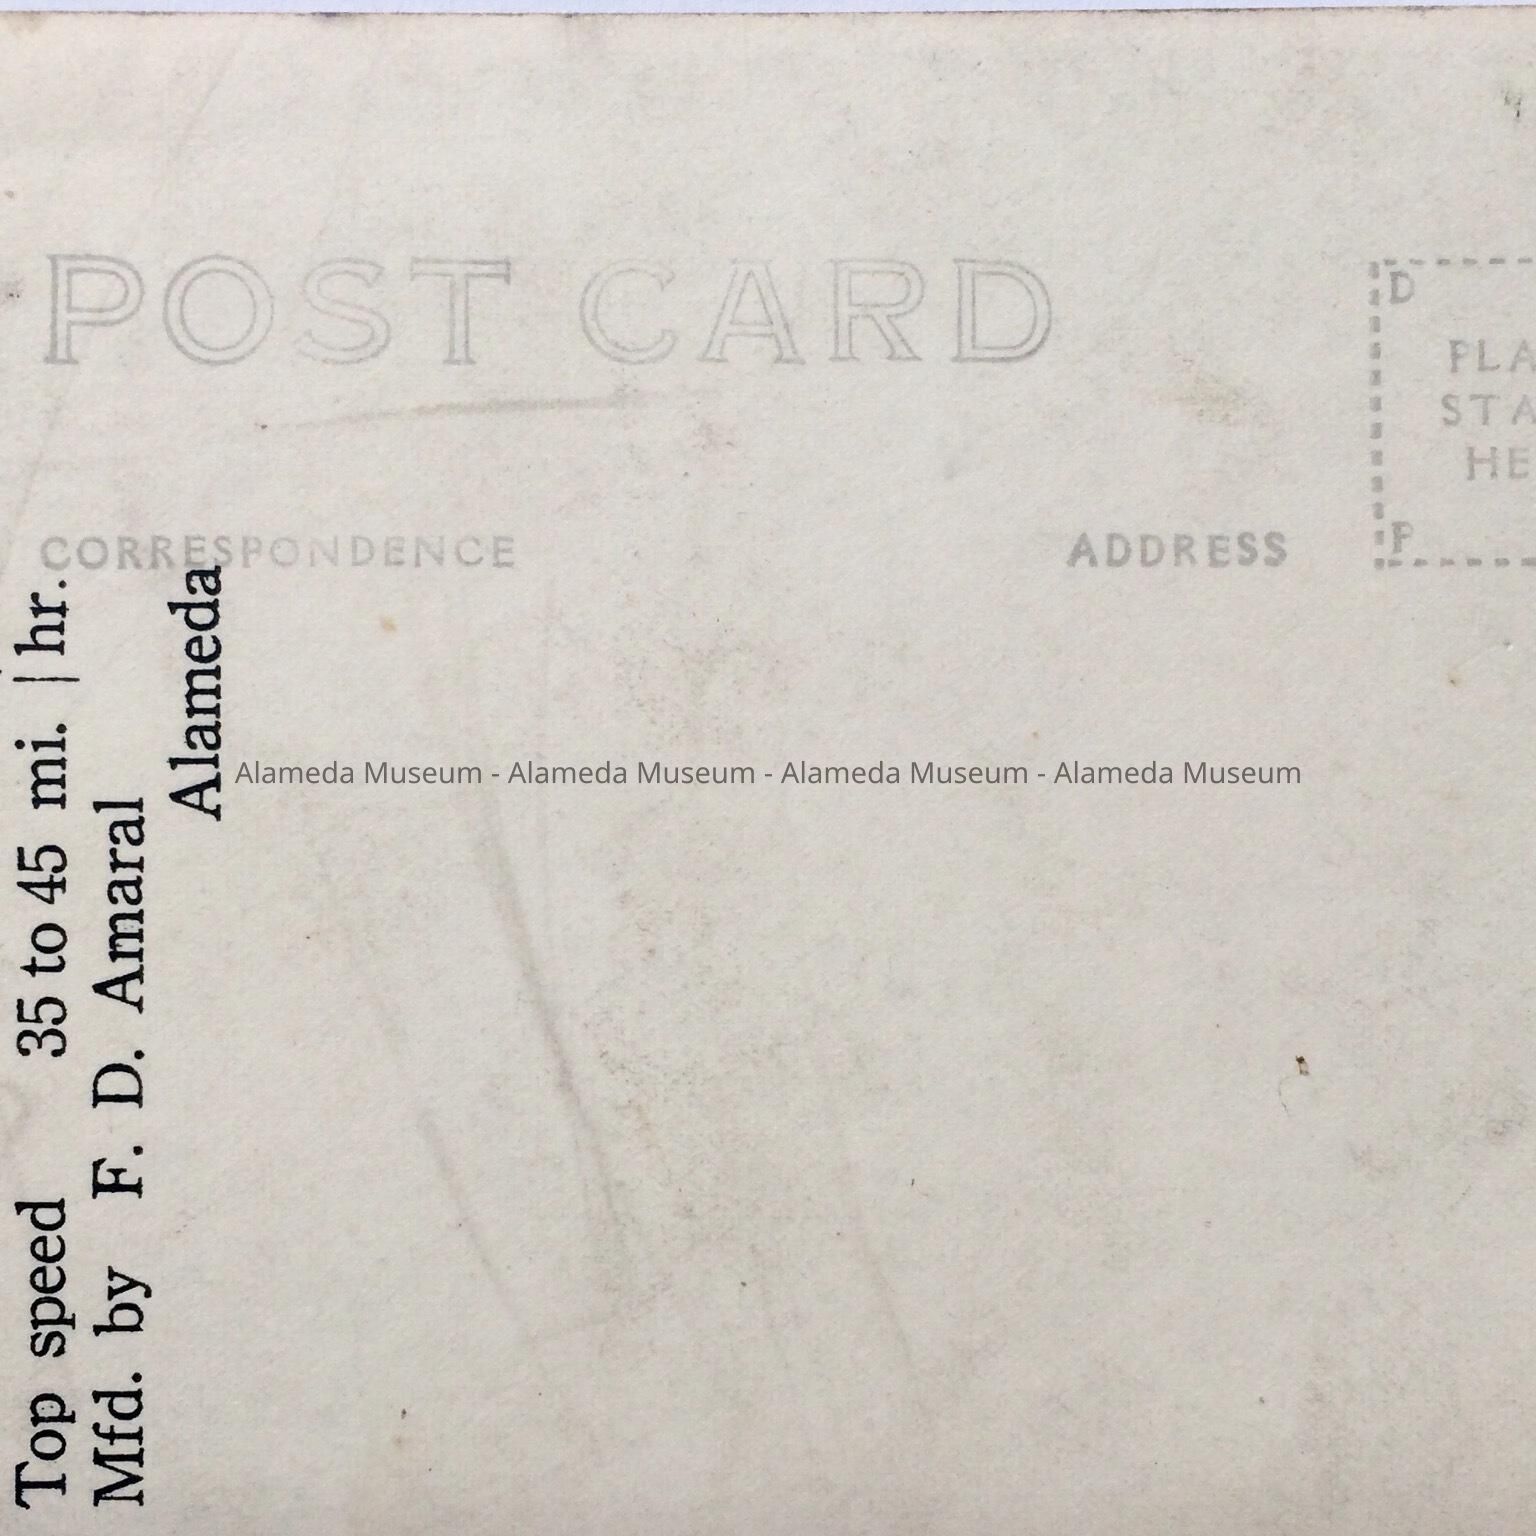 POST CARD
D
PLA
STA
HE
P
CORRESPONDENCE
ADDRESS
Top speed 35 to 45 mi. | hr.
Mfd. by F. D. Amaral
Alameda
Alameda Museum - Alameda Museum - Alameda Museum - Alameda Museum